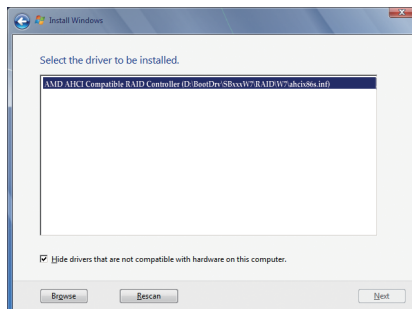 Install Windows
Select the driver to be installed.
AMD AHCI Compatible RAID Controller (D:\BootDrv\SBxxxW7\RAID\W7\ahcix86s.inf)
Hide drivers that are not compatible with hardware on this computer.
Browse Rescan Next